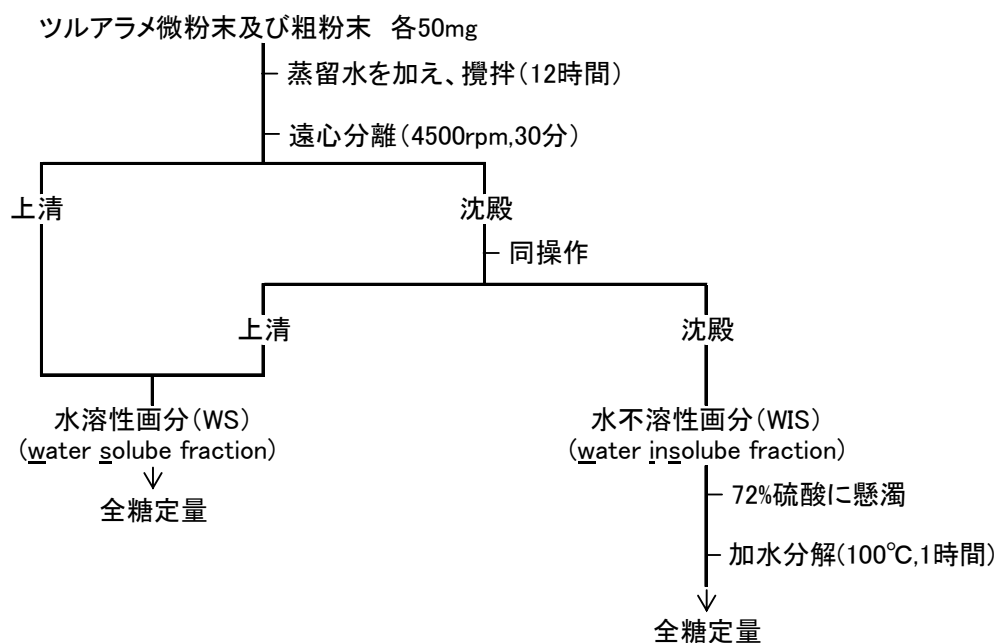 ツルアラメ微粉末及び粗粉末 各50mg
蒸留水を加え、攪拌(12時間)
遠心分離(4500rpm,30分)
上清
沈殿
同操作
上清
沈殿
水溶性画分(WS)
(water solube fraction)
全糖定量
水不溶性画分(WIS)
(water insolube fraction)
72%硫酸に懸濁
加水分解(100℃,1時間)
全糖定量